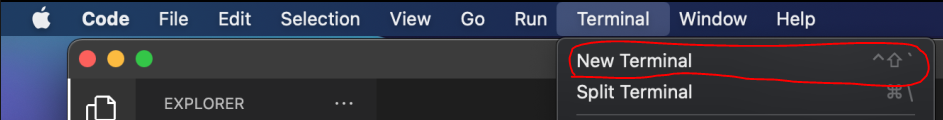 Code File Edit Selection View Go Run Terminal Window Help
New Terminal ⌃⇧`
EXPLORER ...
Split Terminal ⌘\